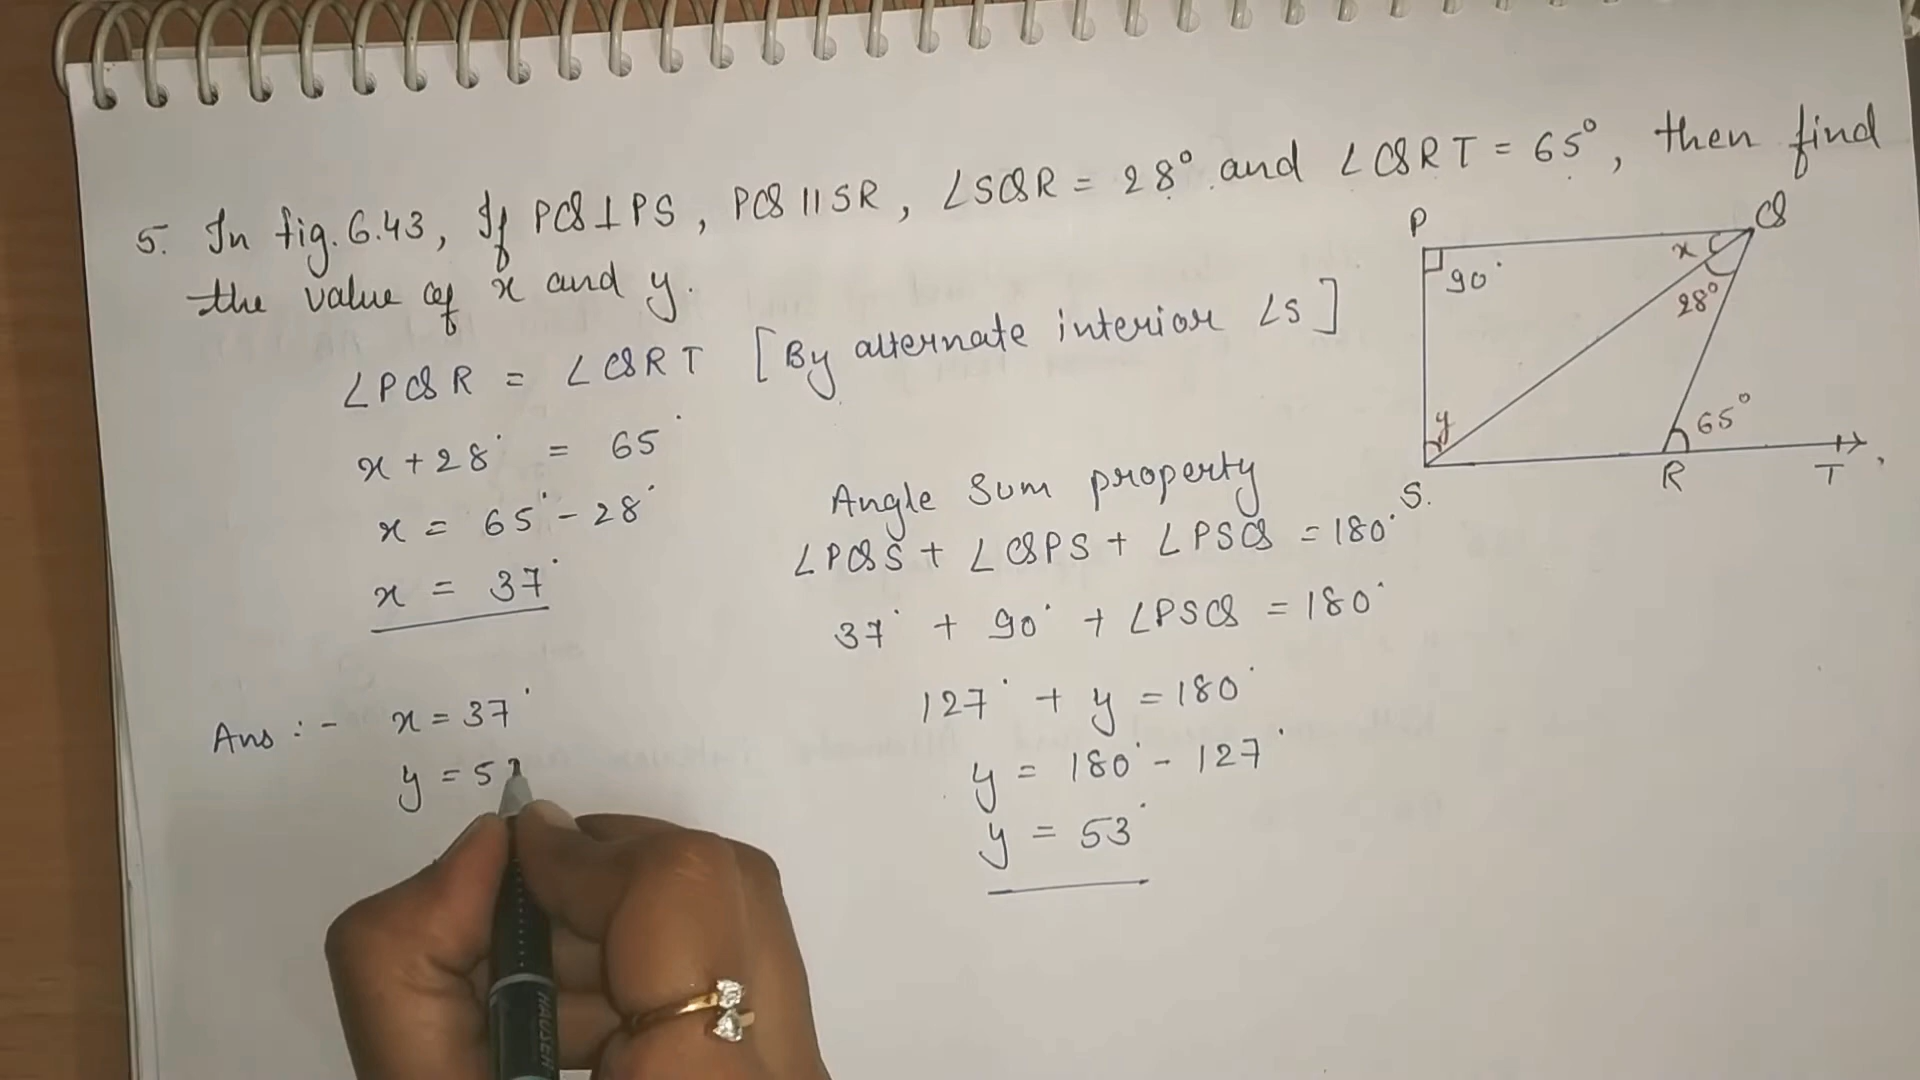 5. In fig. 6.43, If PQ⊥PS, PQ||SR, ∠SQR = 28° and ∠QRT = 65°, then find
the value of x and y.
∠PQR = ∠QRT [By alternate interior ∠S]
x + 28° = 65°
x = 65° - 28°
x = 37°
Angle Sum property
∠PQS + ∠QPS + ∠PSQ = 180°
37° + 90° + ∠PSQ = 180°
127° + y = 180°
y = 180° - 127°
y = 53°
Ans :- x = 37°
y = 5
P
Q
90°
x
28°
y
65°
S.
R
T
HAUSER